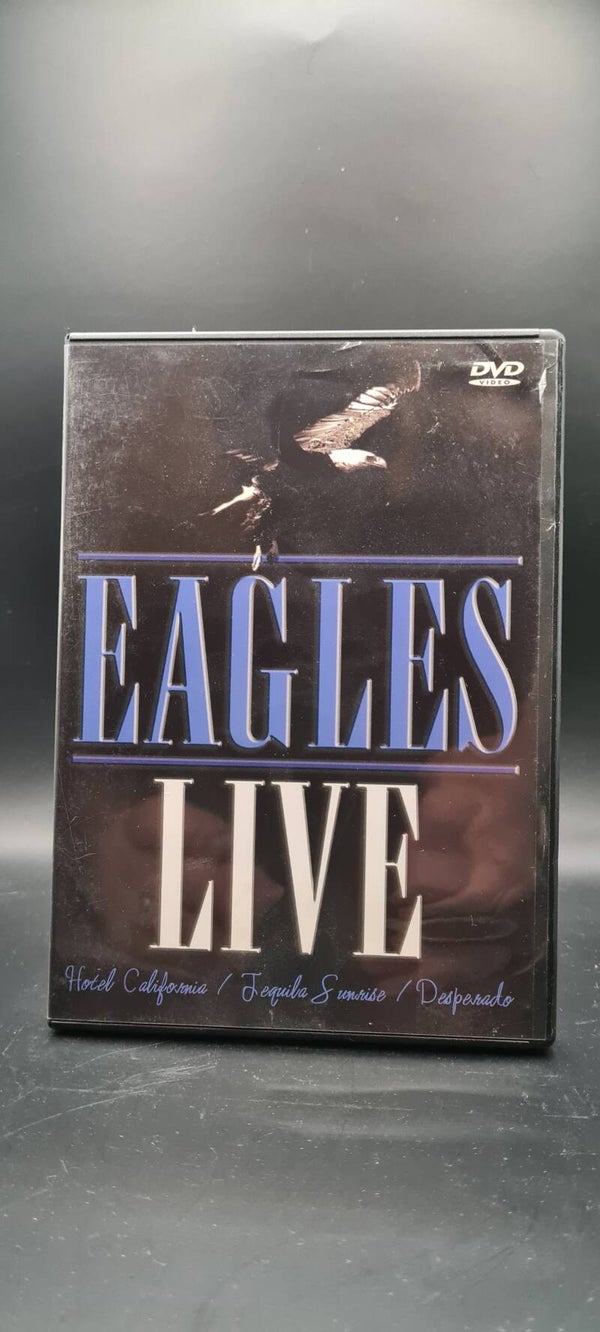 DVD
VIDEO
EAGLES
LIVE
Hotel California / Tequila Sunrise / Desperado